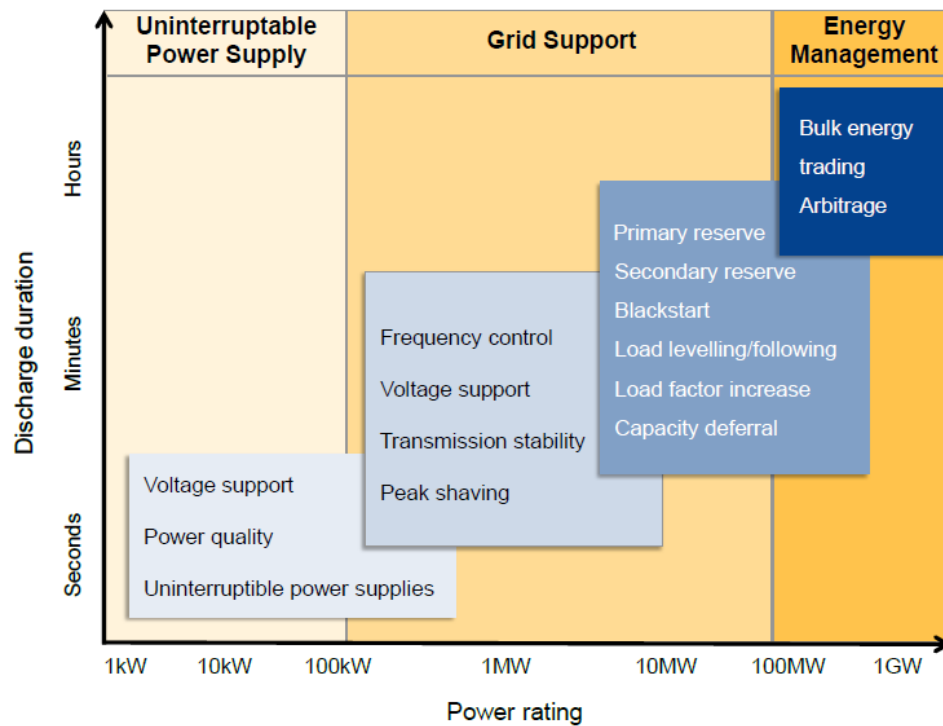 Uninterruptable
Power Supply
Grid Support
Energy
Management
Discharge duration
Hours
Minutes
Seconds
Bulk energy
trading
Arbitrage
Primary reserve
Secondary reserve
Blackstart
Load levelling/following
Load factor increase
Capacity deferral
Frequency control
Voltage support
Transmission stability
Peak shaving
Voltage support
Power quality
Uninterruptible power supplies
1kW 10kW 100kW 1MW 10MW 100MW 1GW
Power rating